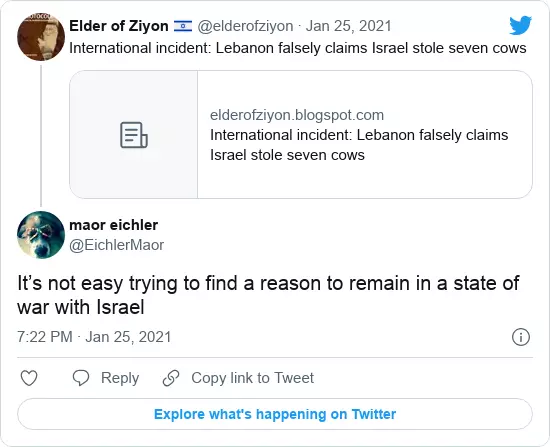 Elder of Ziyon 🇮🇱 @elderofziyon · Jan 25, 2021
International incident: Lebanon falsely claims Israel stole seven cows
elderofziyon.blogspot.com
International incident: Lebanon falsely claims
Israel stole seven cows
maor eichler
@EichlerMaor
It’s not easy trying to find a reason to remain in a state of
war with Israel
7:22 PM · Jan 25, 2021
Reply
Copy link to Tweet
Explore what's happening on Twitter